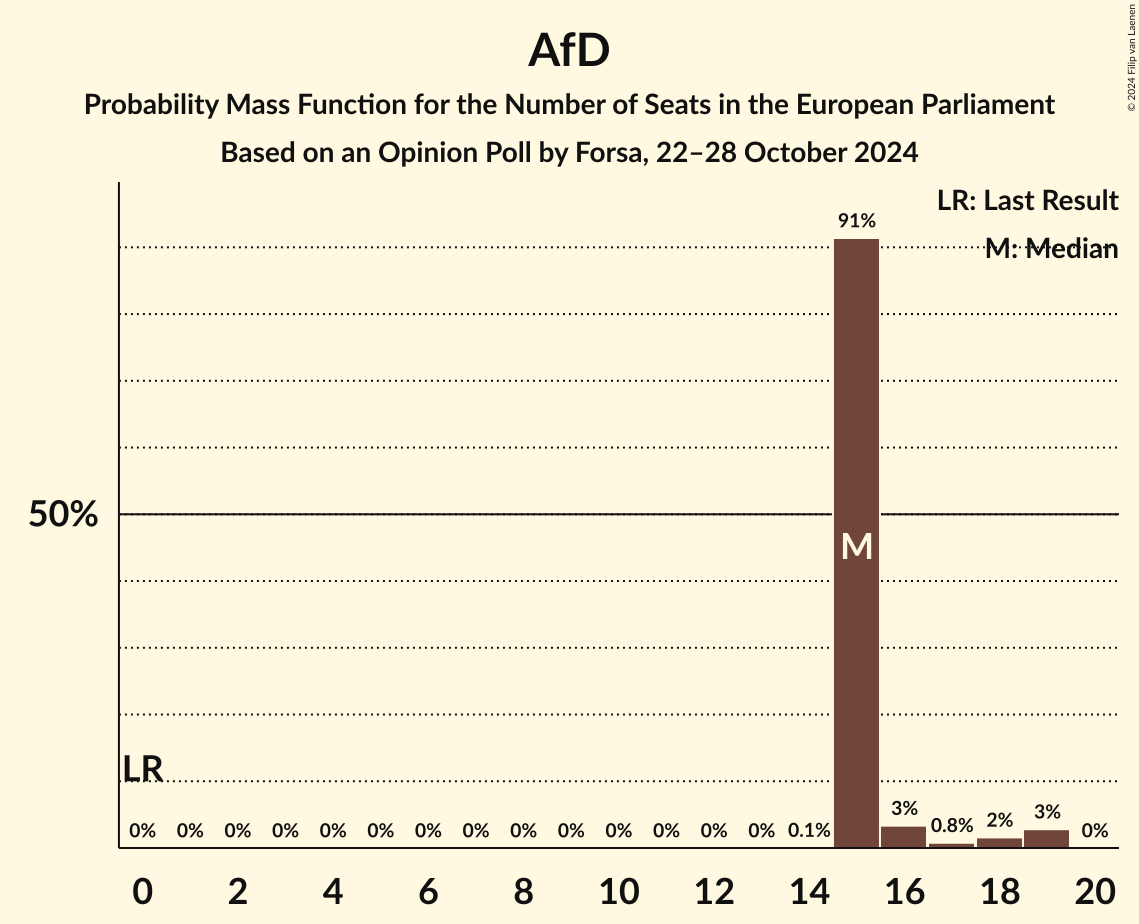 AfD
Probability Mass Function for the Number of Seats in the European Parliament
Based on an Opinion Poll by Forsa, 22–28 October 2024
© 2024 Filip van Laenen
LR: Last Result
M: Median
91%
50%
M
LR
0% 0% 0% 0% 0% 0% 0% 0% 0% 0% 0% 0% 0% 0% 0.1% 3% 0.8% 2% 3% 0%
0 2 4 6 8 10 12 14 16 18 20